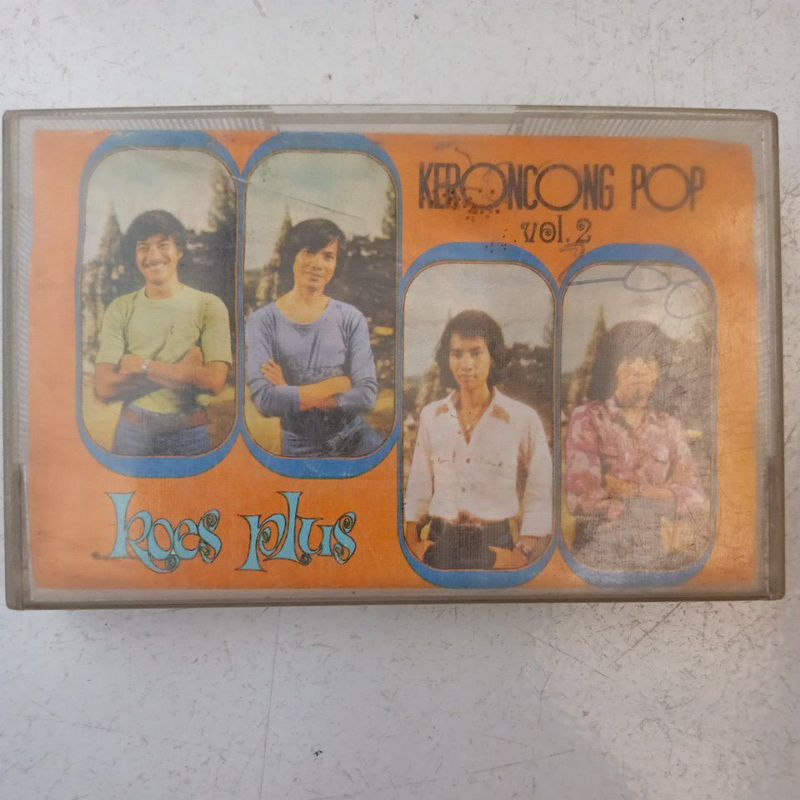 KERONCONG POP
vol. 2
koes plus